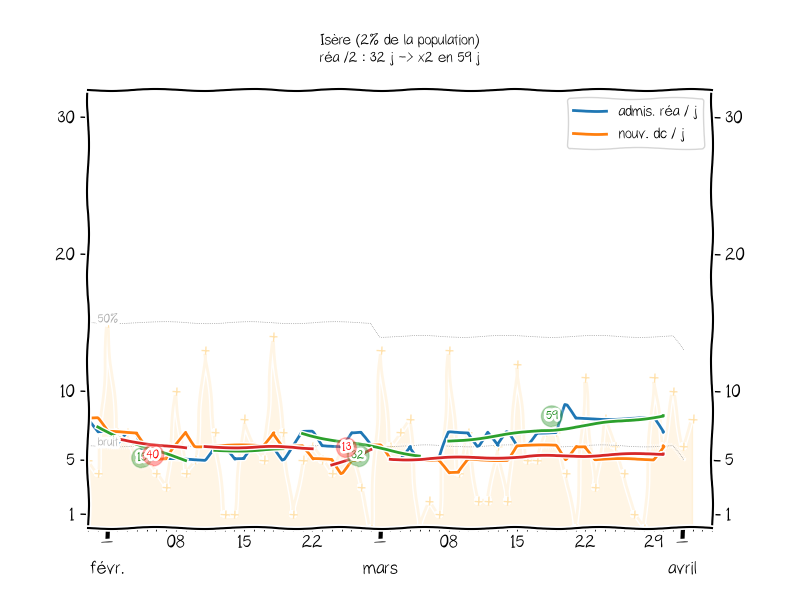 Isère (2% de la population)
réa /2 : 32 j -> x2 en 59 j
admis. réa / j
nouv. dc / j
30
30
20
20
50%
10
10
59
bruit
13
40
32
5
5
1
1
08
15
22
08
15
22
29
févr.
mars
avril